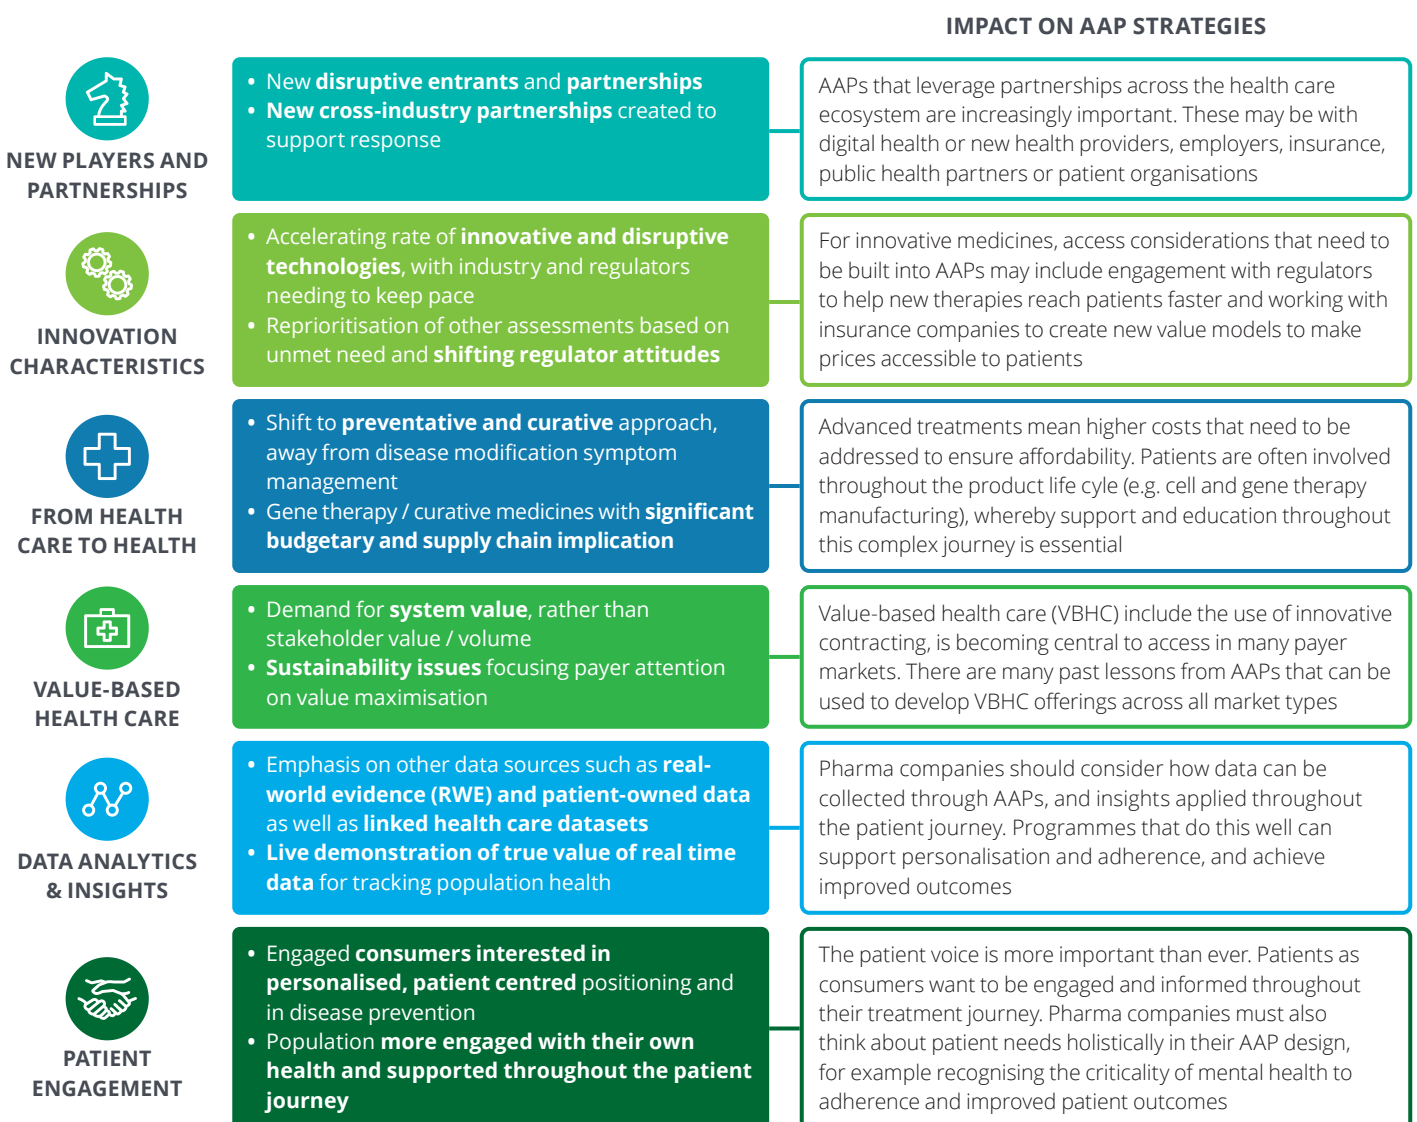 IMPACT ON AAP STRATEGIES
NEW PLAYERS AND
PARTNERSHIPS
• New disruptive entrants and partnerships
• New cross-industry partnerships created to
support response
AAPs that leverage partnerships across the health care
ecosystem are increasingly important. These may be with
digital health or new health providers, employers, insurance,
public health partners or patient organisations
INNOVATION
CHARACTERISTICS
• Accelerating rate of innovative and disruptive
technologies, with industry and regulators
needing to keep pace
• Reprioritisation of other assessments based on
unmet need and shifting regulator attitudes
For innovative medicines, access considerations that need to
be built into AAPs may include engagement with regulators
to help new therapies reach patients faster and working with
insurance companies to create new value models to make
prices accessible to patients
FROM HEALTH
CARE TO HEALTH
• Shift to preventative and curative approach,
away from disease modification symptom
management
• Gene therapy / curative medicines with significant
budgetary and supply chain implication
Advanced treatments mean higher costs that need to be
addressed to ensure affordability. Patients are often involved
throughout the product life cyle (e.g. cell and gene therapy
manufacturing), whereby support and education throughout
this complex journey is essential
VALUE-BASED
HEALTH CARE
• Demand for system value, rather than
stakeholder value / volume
• Sustainability issues focusing payer attention
on value maximisation
Value-based health care (VBHC) include the use of innovative
contracting, is becoming central to access in many payer
markets. There are many past lessons from AAPs that can be
used to develop VBHC offerings across all market types
DATA ANALYTICS
& INSIGHTS
• Emphasis on other data sources such as real-
world evidence (RWE) and patient-owned data
as well as linked health care datasets
• Live demonstration of true value of real time
data for tracking population health
Pharma companies should consider how data can be
collected through AAPs, and insights applied throughout
the patient journey. Programmes that do this well can
support personalisation and adherence, and achieve
improved outcomes
PATIENT
ENGAGEMENT
• Engaged consumers interested in
personalised, patient centred positioning and
in disease prevention
• Population more engaged with their own
health and supported throughout the patient
journey
The patient voice is more important than ever. Patients as
consumers want to be engaged and informed throughout
their treatment journey. Pharma companies must also
think about patient needs holistically in their AAP design,
for example recognising the criticality of mental health to
adherence and improved patient outcomes